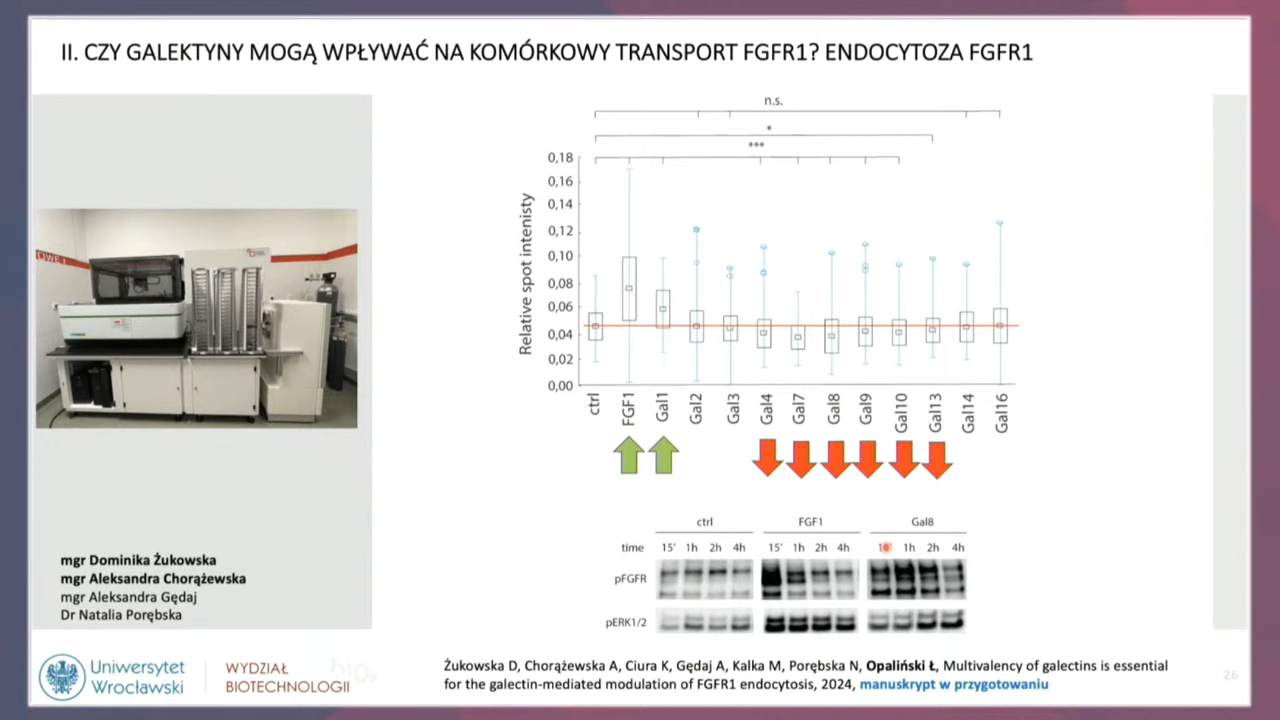 II. CZY GALEKTYNY MOGĄ WPŁYWAĆ NA KOMÓRKOWY TRANSPORT FGFR1? ENDOCYTOZA FGFR1
n.s.
*
***
Relative spot intenisty
0,18
0,16
0,14
0,12
0,10
0,08
0,06
0,04
0,02
0,00
ctrl FGF1 Gal1 Gal2 Gal3 Gal4 Gal7 Gal8 Gal9 Gal10 Gal13 Gal14 Gal16
ctrl FGF1 Gal8
time 15' 1h 2h 4h 15' 1h 2h 4h 1h 2h 4h
pFGFR
pERK1/2
mgr Dominika Żukowska
mgr Aleksandra Chorążewska
mgr Aleksandra Gędaj
Dr Natalia Porębska
Uniwersytet
Wrocławski
WYDZIAŁ
BIOTECHNOLOGII
Żukowska D, Chorążewska A, Ciura K, Gędaj A, Kalka M, Porębska N, Opaliński Ł, Multivalency of galectins is essential
for the galectin-mediated modulation of FGFR1 endocytosis, 2024, manuskrypt w przygotowaniu
26